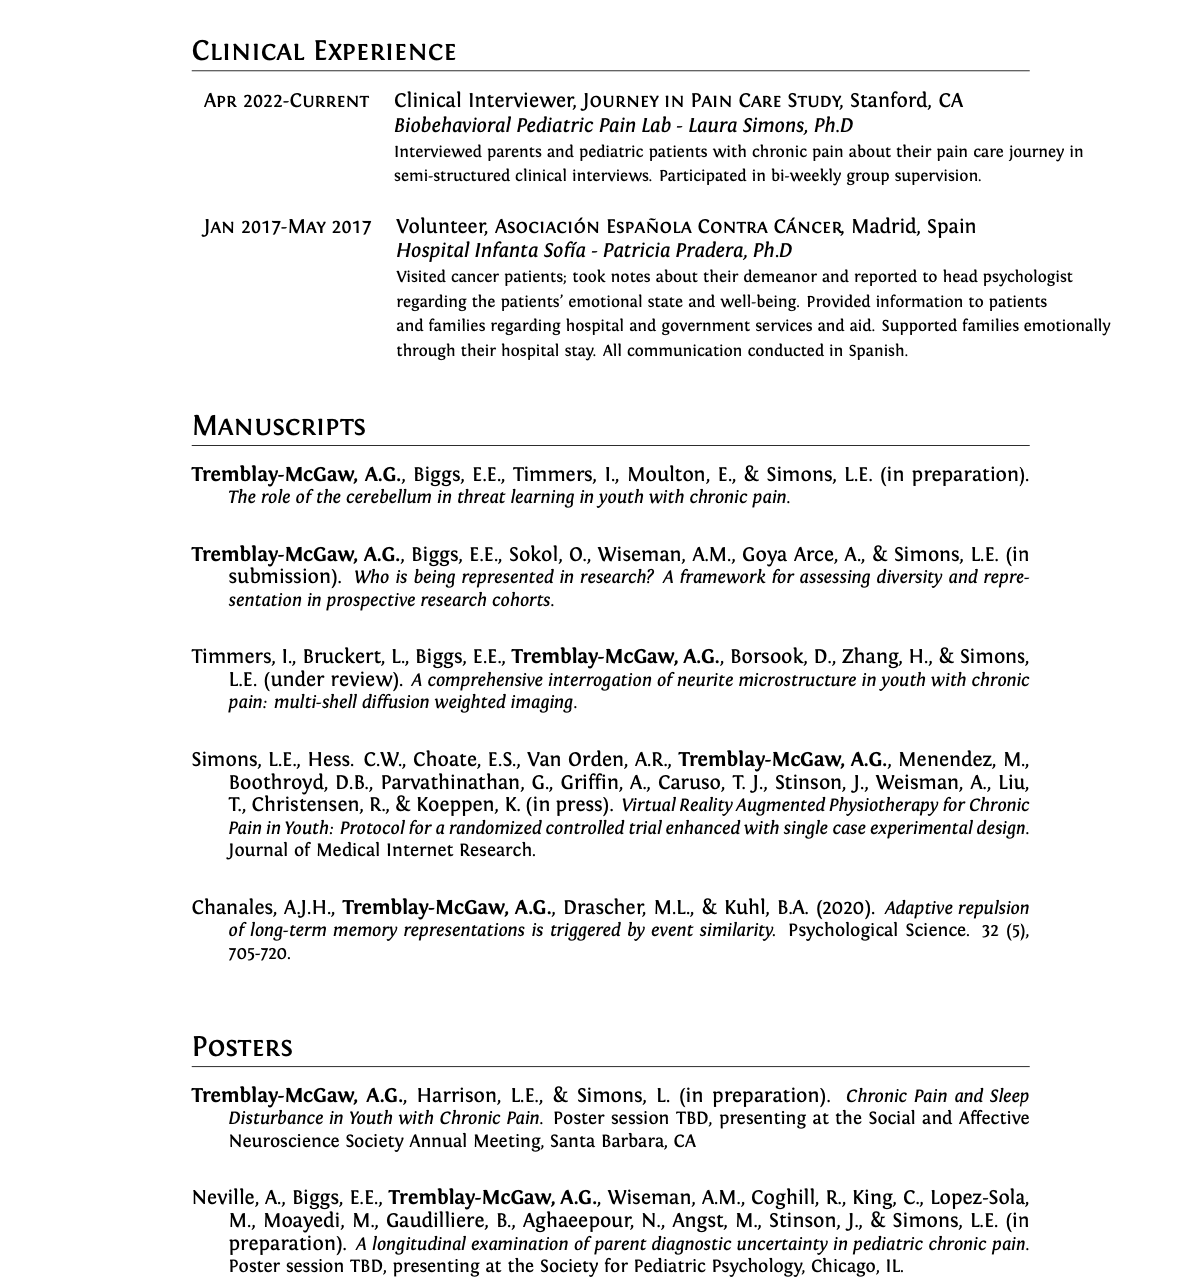 Clinical Experience
Apr 2022-Current Clinical Interviewer, Journey in Pain Care Study, Stanford, CA
Biobehavioral Pediatric Pain Lab - Laura Simons, Ph.D
Interviewed parents and pediatric patients with chronic pain about their pain care journey in
semi-structured clinical interviews. Participated in bi-weekly group supervision.
Jan 2017-May 2017 Volunteer, Asociación Española Contra Cáncer, Madrid, Spain
Hospital Infanta Sofía - Patricia Pradera, Ph.D
Visited cancer patients; took notes about their demeanor and reported to head psychologist
regarding the patients’ emotional state and well-being. Provided information to patients
and families regarding hospital and government services and aid. Supported families emotionally
through their hospital stay. All communication conducted in Spanish.
Manuscripts
Tremblay-McGaw, A.G., Biggs, E.E., Timmers, I., Moulton, E., & Simons, L.E. (in preparation).
The role of the cerebellum in threat learning in youth with chronic pain.
Tremblay-McGaw, A.G., Biggs, E.E., Sokol, O., Wiseman, A.M., Goya Arce, A., & Simons, L.E. (in
submission). Who is being represented in research? A framework for assessing diversity and repre-
sentation in prospective research cohorts.
Timmers, I., Bruckert, L., Biggs, E.E., Tremblay-McGaw, A.G., Borsook, D., Zhang, H., & Simons,
L.E. (under review). A comprehensive interrogation of neurite microstructure in youth with chronic
pain: multi-shell diffusion weighted imaging.
Simons, L.E., Hess. C.W., Choate, E.S., Van Orden, A.R., Tremblay-McGaw, A.G., Menendez, M.,
Boothroyd, D.B., Parvathinathan, G., Griffin, A., Caruso, T. J., Stinson, J., Weisman, A., Liu,
T., Christensen, R., & Koeppen, K. (in press). Virtual Reality Augmented Physiotherapy for Chronic
Pain in Youth: Protocol for a randomized controlled trial enhanced with single case experimental design.
Journal of Medical Internet Research.
Chanales, A.J.H., Tremblay-McGaw, A.G., Drascher, M.L., & Kuhl, B.A. (2020). Adaptive repulsion
of long-term memory representations is triggered by event similarity. Psychological Science. 32 (5),
705-720.
Posters
Tremblay-McGaw, A.G., Harrison, L.E., & Simons, L. (in preparation). Chronic Pain and Sleep
Disturbance in Youth with Chronic Pain. Poster session TBD, presenting at the Social and Affective
Neuroscience Society Annual Meeting, Santa Barbara, CA
Neville, A., Biggs, E.E., Tremblay-McGaw, A.G., Wiseman, A.M., Coghill, R., King, C., Lopez-Sola,
M., Moayedi, M., Gaudilliere, B., Aghaeepour, N., Angst, M., Stinson, J., & Simons, L.E. (in
preparation). A longitudinal examination of parent diagnostic uncertainty in pediatric chronic pain.
Poster session TBD, presenting at the Society for Pediatric Psychology, Chicago, IL.